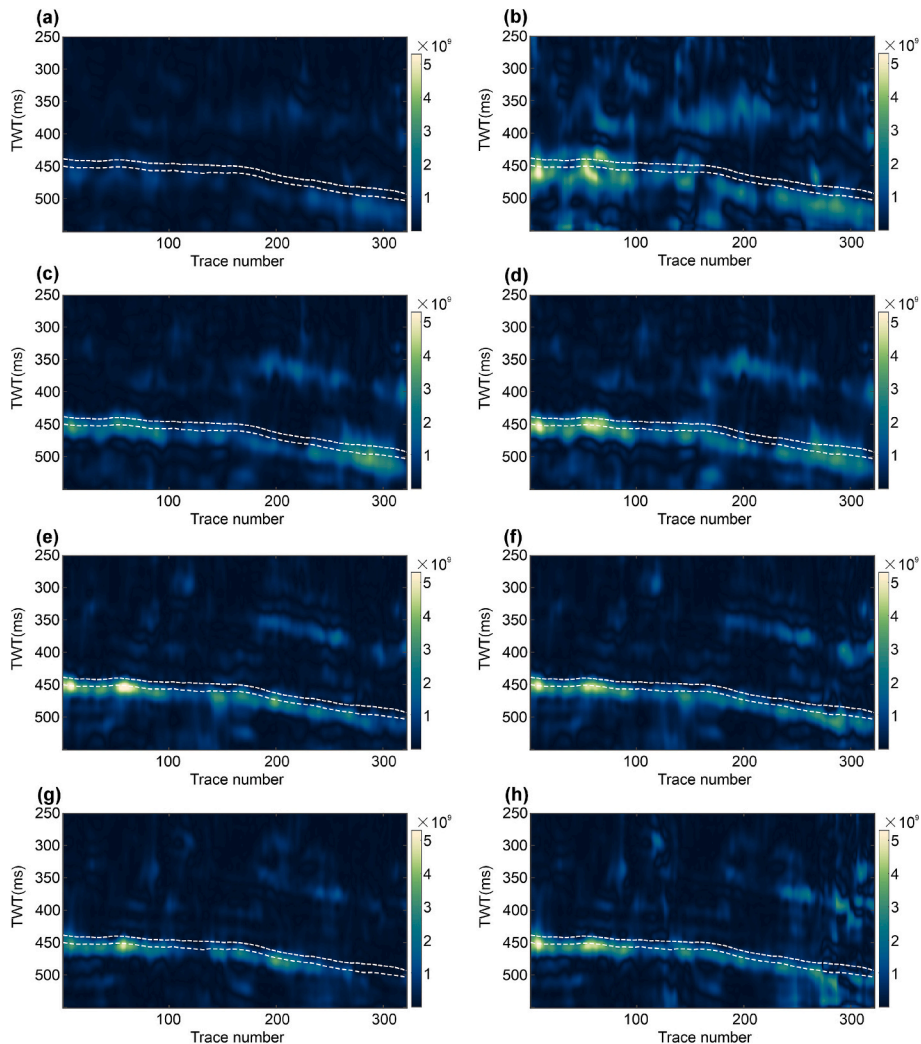 (a) (b)
250 ×10⁹ 250 ×10⁹
5 5
300 300
4 4
TWT(ms) 350 3 TWT(ms) 350 3
400 400
450 2 450 2
500 1 500 1
100 200 300 100 200 300
Trace number Trace number
(c) (d)
250 ×10⁹ 250 ×10⁹
5 5
300 300
4 4
TWT(ms) 350 3 TWT(ms) 350 3
400 400
450 2 450 2
500 1 500 1
100 200 300 100 200 300
Trace number Trace number
(e) (f)
250 ×10⁹ 250 ×10⁹
5 5
300 300
4 4
TWT(ms) 350 3 TWT(ms) 350 3
400 400
450 2 450 2
500 1 500 1
100 200 300 100 200 300
Trace number Trace number
(g) (h)
250 ×10⁹ 250 ×10⁹
5 5
300 300
4 4
TWT(ms) 350 3 TWT(ms) 350 3
400 400
450 2 450 2
500 1 500 1
100 200 300 100 200 300
Trace number Trace number